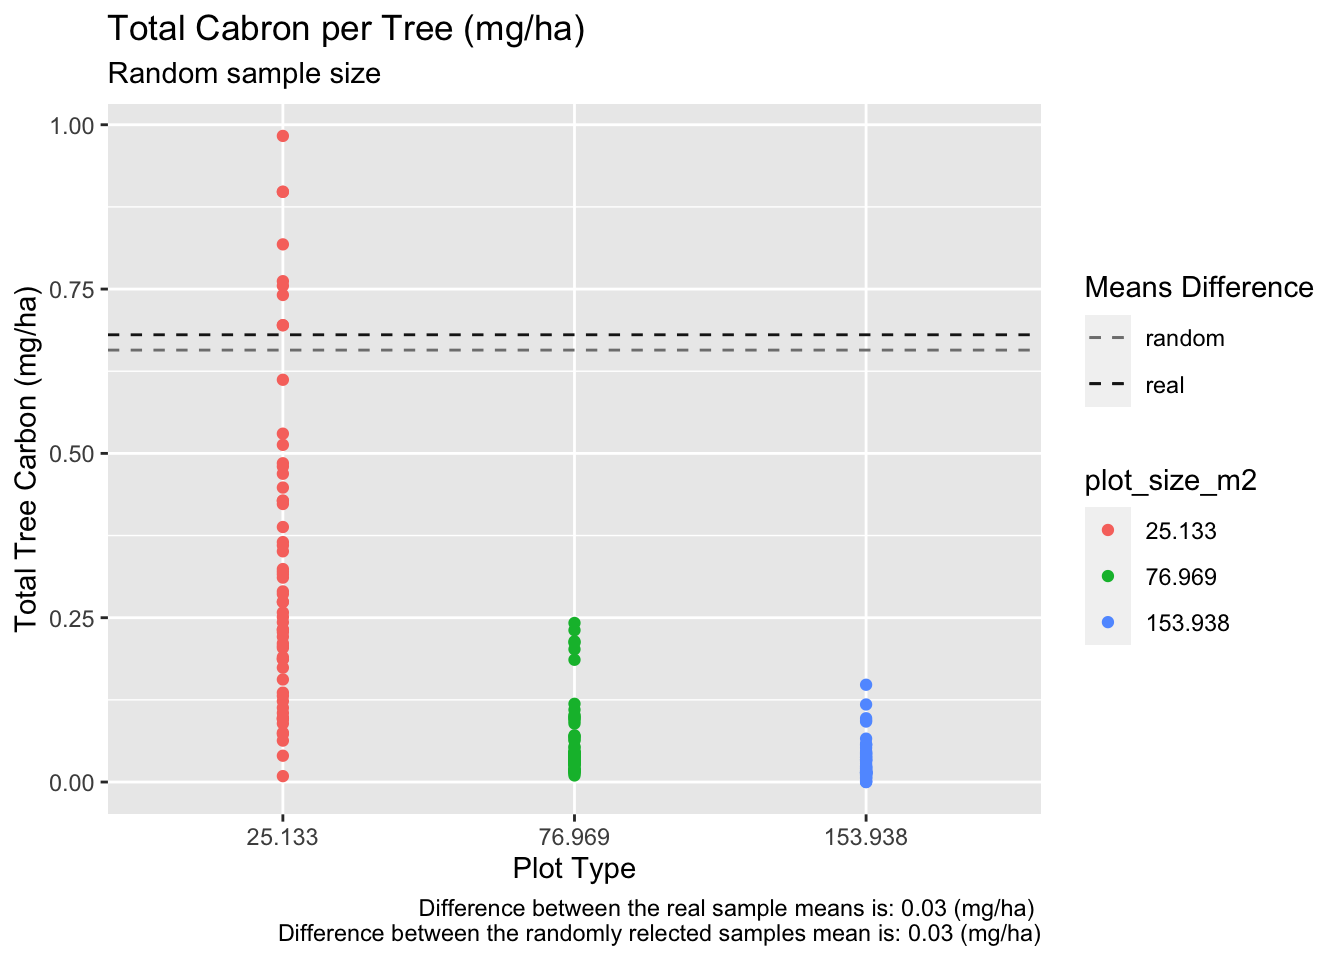 Total Cabron per Tree (mg/ha)
Random sample size
Total Tree Carbon (mg/ha)
1.00
0.75
0.50
0.25
0.00
25.133
76.969
153.938
Plot Type
Means Difference
random
real
plot_size_m2
25.133
76.969
153.938
Difference between the real sample means is: 0.03 (mg/ha)
Difference between the randomly relected samples mean is: 0.03 (mg/ha)